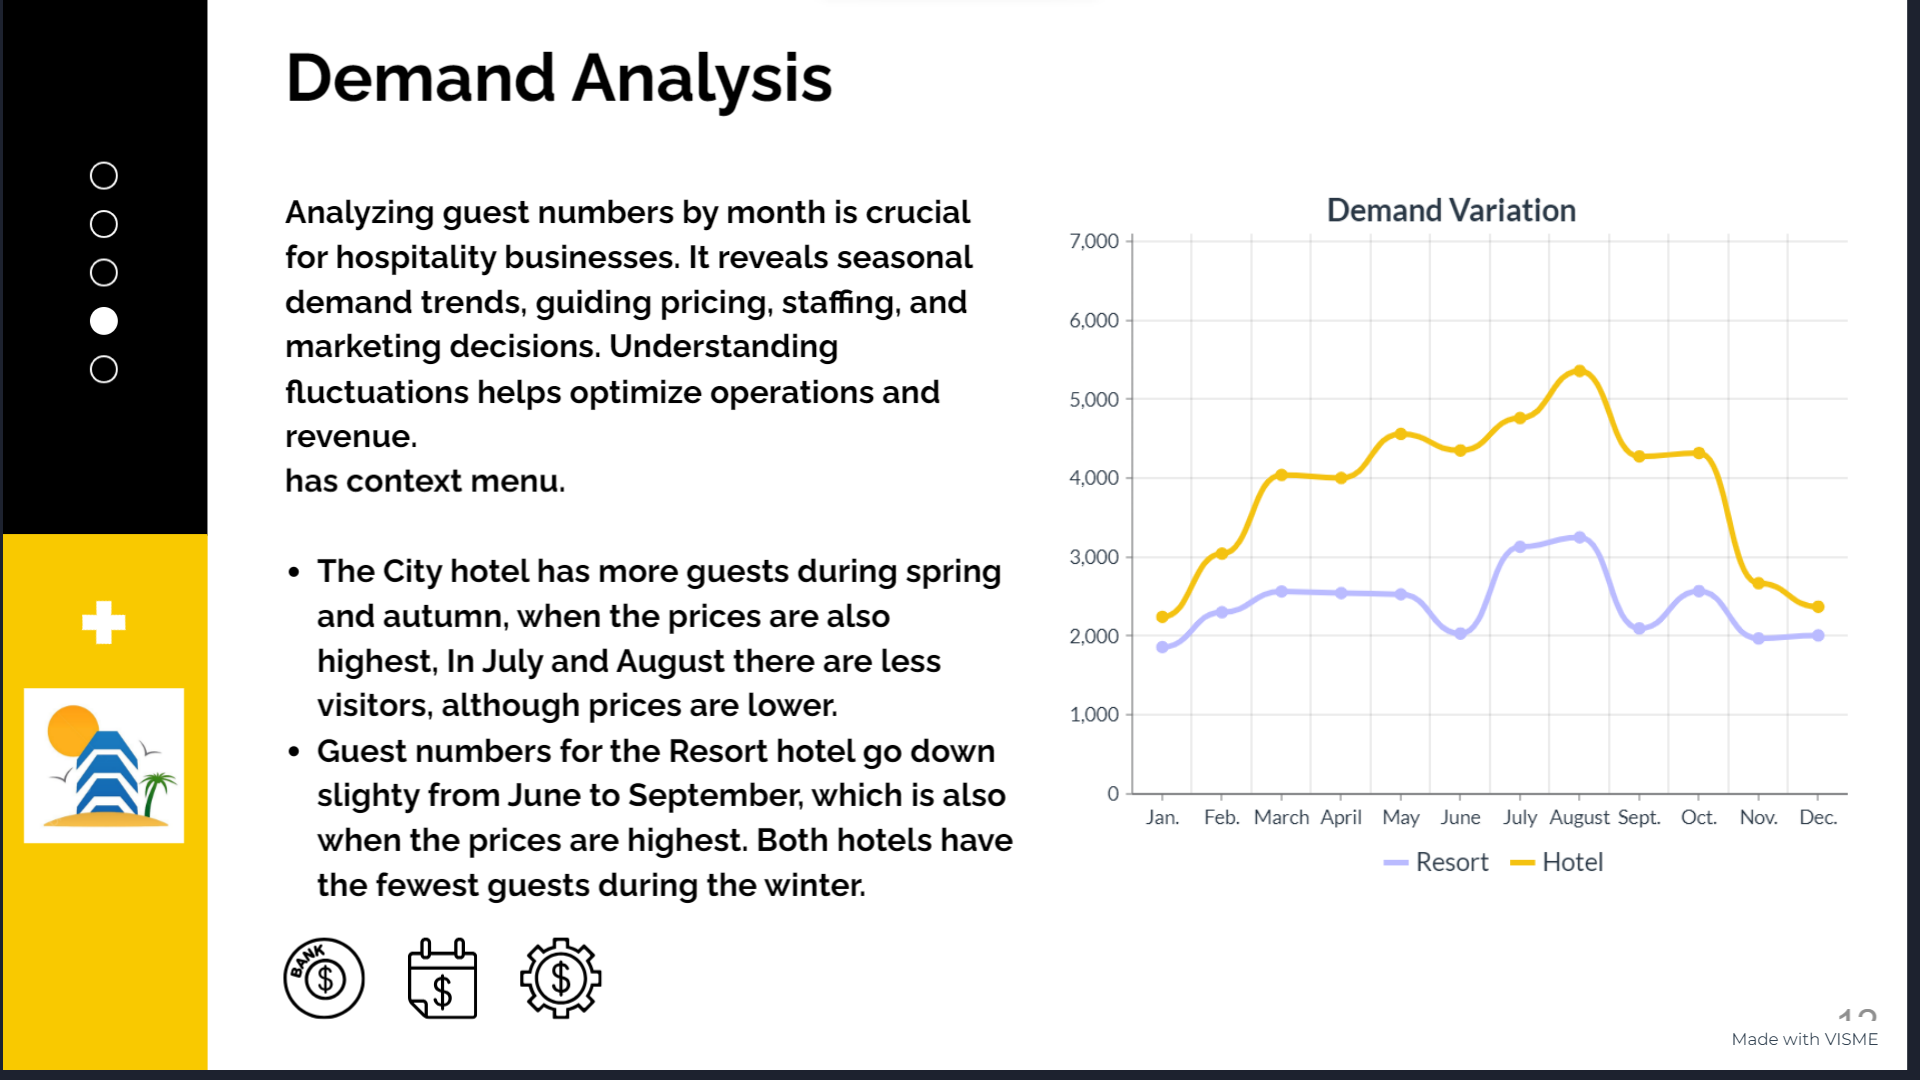 Demand Analysis
Analyzing guest numbers by month is crucial
for hospitality businesses. It reveals seasonal
demand trends, guiding pricing, staffing, and
marketing decisions. Understanding
fluctuations helps optimize operations and
revenue.
has context menu.
• The City hotel has more guests during spring
and autumn, when the prices are also
highest, In July and August there are less
visitors, although prices are lower.
• Guest numbers for the Resort hotel go down
slighty from June to September, which is also
when the prices are highest. Both hotels have
the fewest guests during the winter.
BANK $
$
$
Demand Variation
7,000
6,000
5,000
4,000
3,000
2,000
1,000
0
Jan. Feb. March April May June July August Sept. Oct. Nov. Dec.
Resort Hotel
Made with VISME